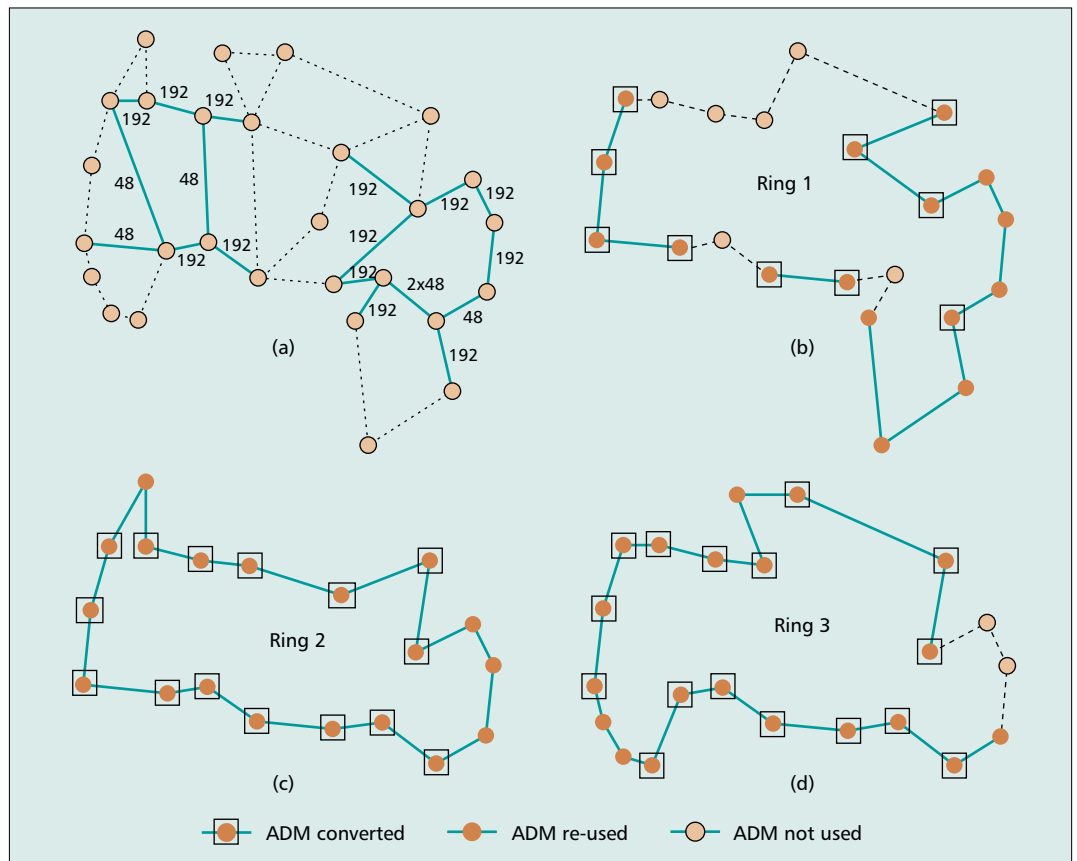 192
192
192
48
48
48
192
192
192
192
192
192
192
192
2x48
192
48
192
(a)
Ring 1
(b)
Ring 2
(c)
Ring 3
(d)
ADM converted
ADM re-used
ADM not used